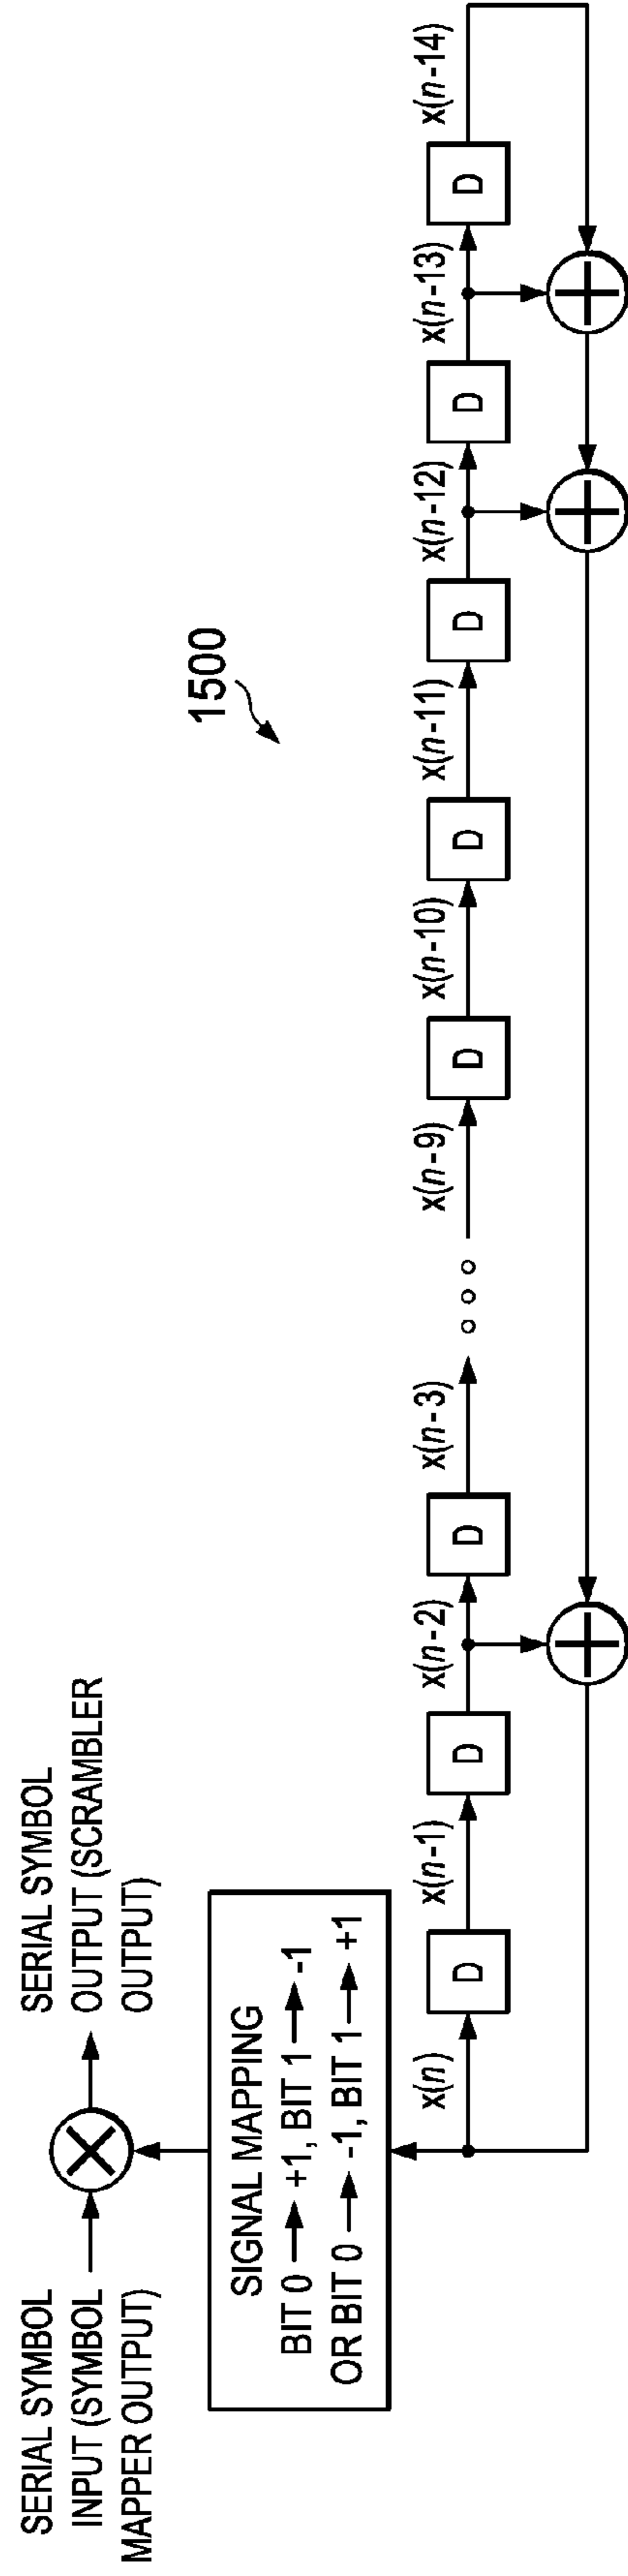 SERIAL SYMBOL
INPUT (SYMBOL
MAPPER OUTPUT)
SERIAL SYMBOL
OUTPUT (SCRAMBLER
OUTPUT)
SIGNAL MAPPING
BIT 0 → +1, BIT 1 → -1
OR BIT 0 → -1, BIT 1 → +1
1500
x(n)
D
x(n-1)
D
x(n-2)
D
x(n-3)
x(n-9)
D
x(n-10)
D
x(n-11)
D
x(n-12)
D
x(n-13)
D
x(n-14)